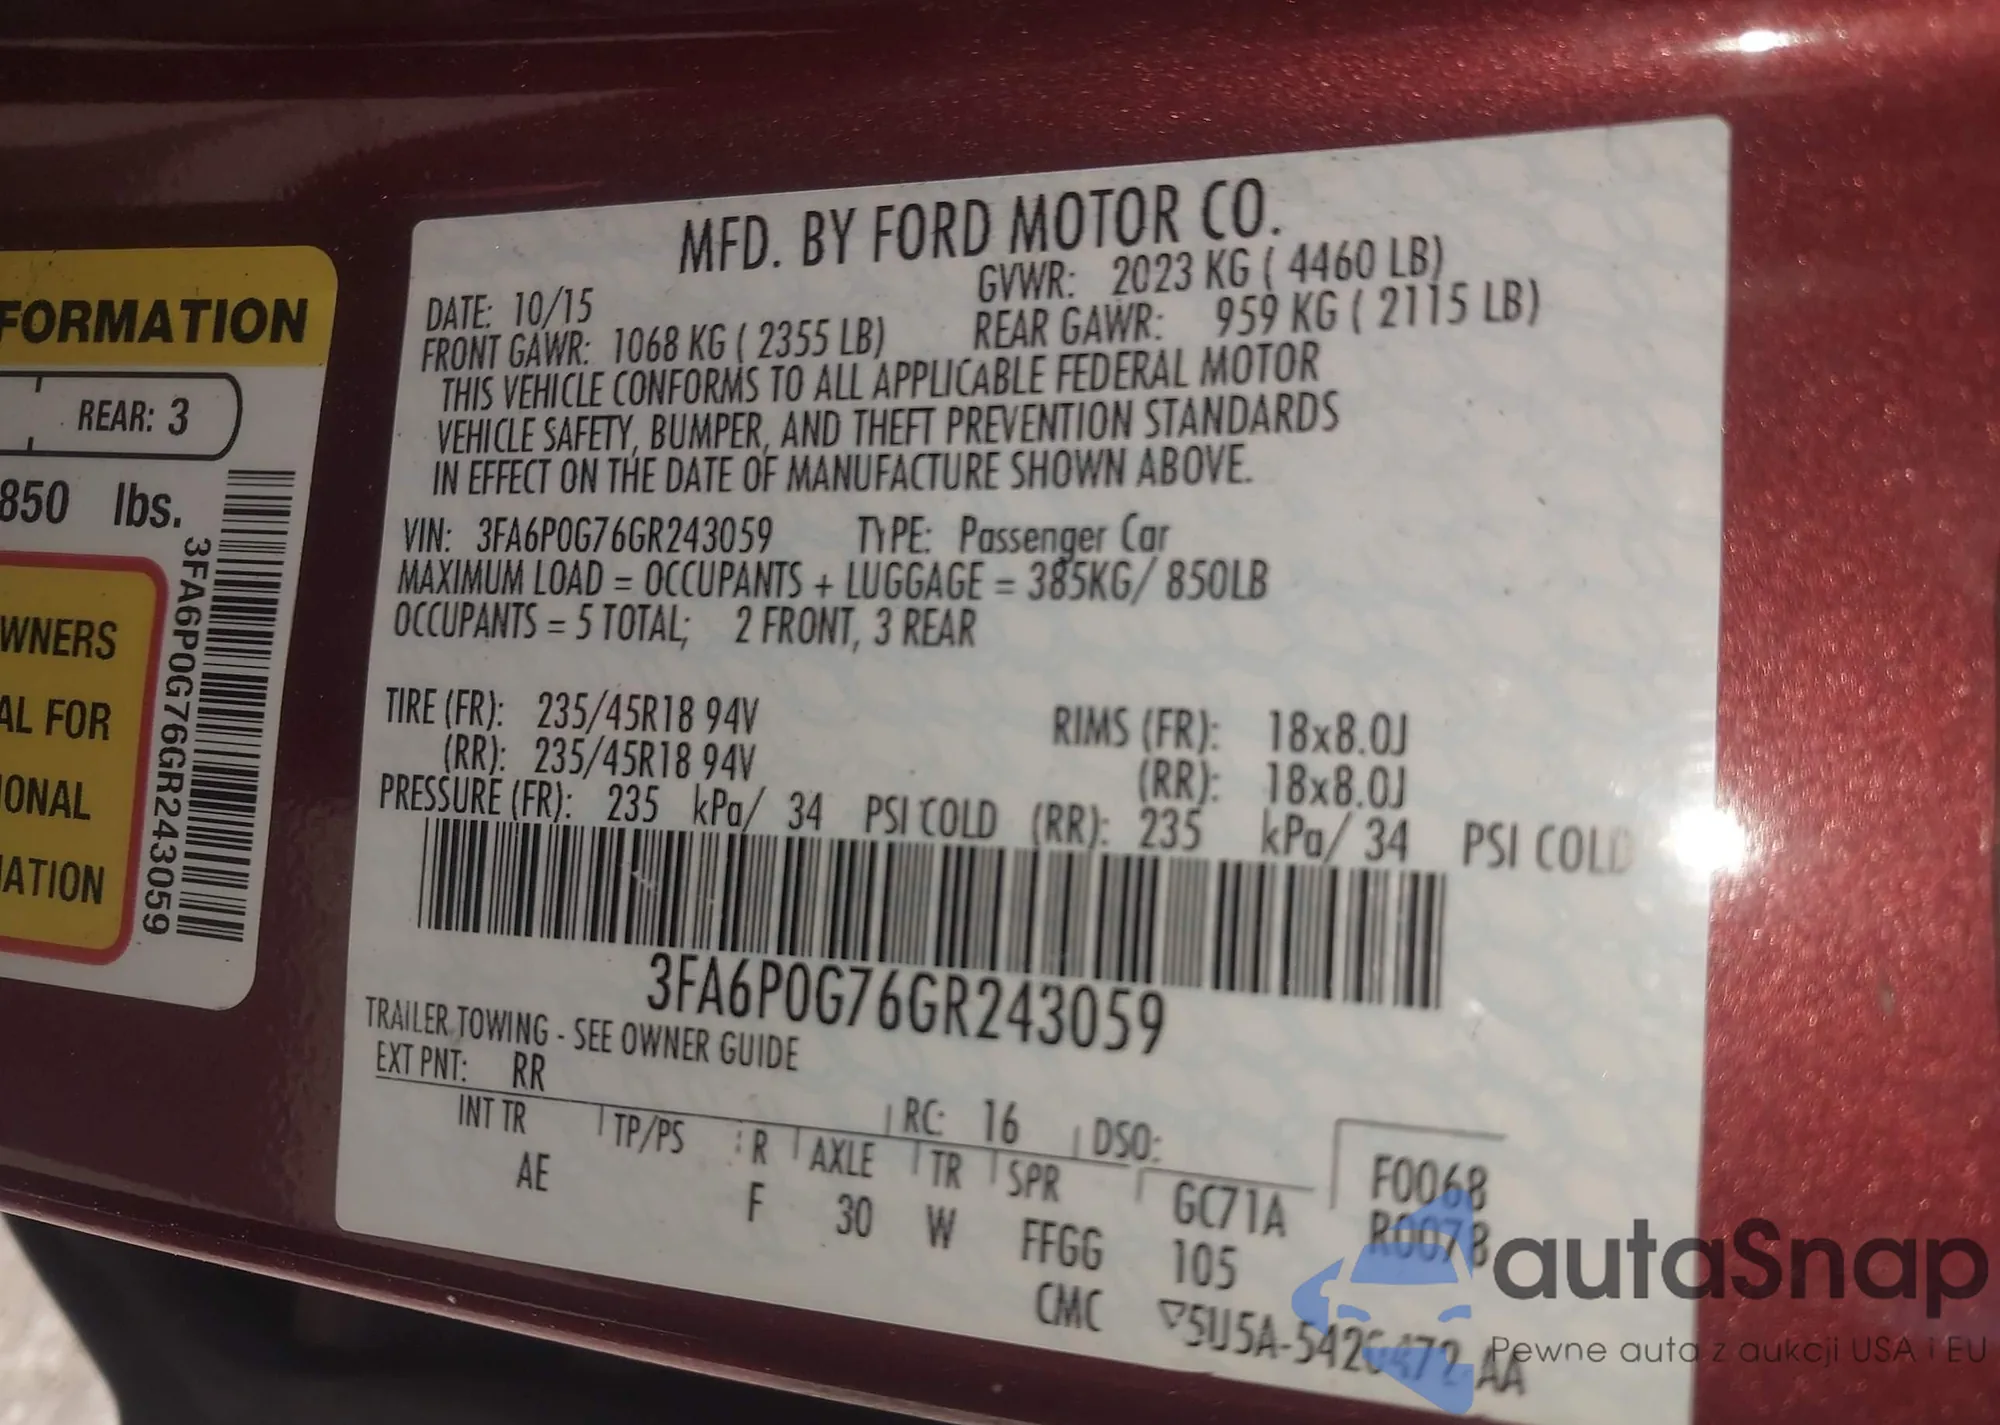 FORMATION
REAR: 3
850 lbs.
WNERS
AL FOR
IONAL
ATION
3FA6P0G76GR243059
MFD. BY FORD MOTOR CO.
DATE: 10/15 GVWR: 2023 KG ( 4460 LB)
FRONT GAWR: 1068 KG ( 2355 LB) REAR GAWR: 959 KG ( 2115 LB)
THIS VEHICLE CONFORMS TO ALL APPLICABLE FEDERAL MOTOR
VEHICLE SAFETY, BUMPER, AND THEFT PREVENTION STANDARDS
IN EFFECT ON THE DATE OF MANUFACTURE SHOWN ABOVE.
VIN: 3FA6P0G76GR243059 TYPE: Passenger Car
MAXIMUM LOAD = OCCUPANTS + LUGGAGE = 385KG/ 850LB
OCCUPANTS = 5 TOTAL; 2 FRONT, 3 REAR
TIRE (FR): 235/45R18 94V RIMS (FR): 18x8.0J
(RR): 235/45R18 94V (RR): 18x8.0J
PRESSURE (FR): 235 kPa/ 34 PSI COLD (RR): 235 kPa/ 34 PSI COLD
3FA6P0G76GR243059
TRAILER TOWING - SEE OWNER GUIDE
EXT PNT: RR RC: 16 DSO:
INT TR TP/PS R AXLE TR SPR GC71A F0068
AE F 30 W FFGG 105 R0078
CMC ▽5U5A-5420472-AA
autaSnap
Pewne auta z aukcji USA i EU